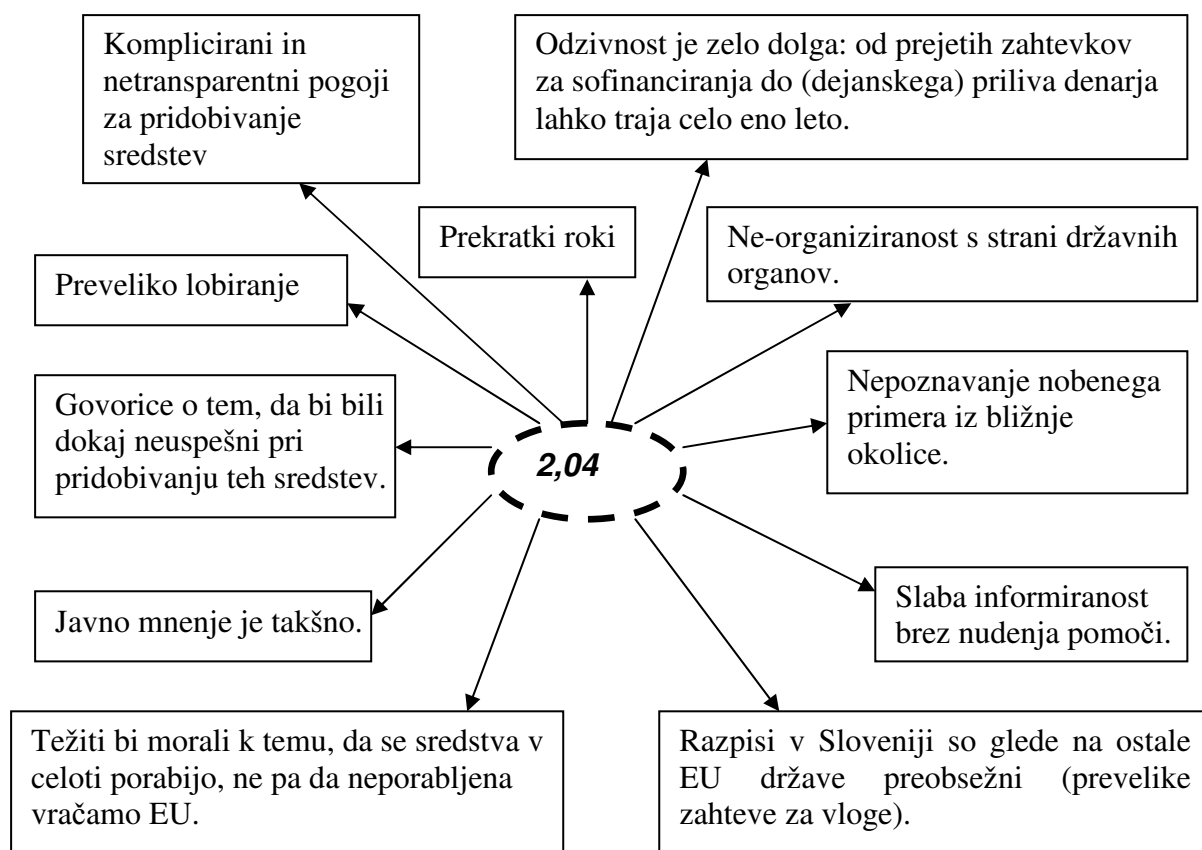 Komplicirani in
netransparentni pogoji
za pridobivanje
sredstev
Odzivnost je zelo dolga: od prejetih zahtevkov
za sofinanciranja do (dejanskega) priliva denarja
lahko traja celo eno leto.
Prekratki roki
Ne-organiziranost s strani državnih
organov.
Preveliko lobiranje
Govorice o tem, da bi bili
dokaj neuspešni pri
pridobivanju teh sredstev.
2,04
Nepoznavanje nobenega
primera iz bližnje
okolice.
Javno mnenje je takšno.
Slaba informiranost
brez nudenja pomoči.
Težiti bi morali k temu, da se sredstva v
celoti porabijo, ne pa da neporabljena
vračamo EU.
Razpisi v Sloveniji so glede na ostale
EU države preobsežni (prevelike
zahteve za vloge).